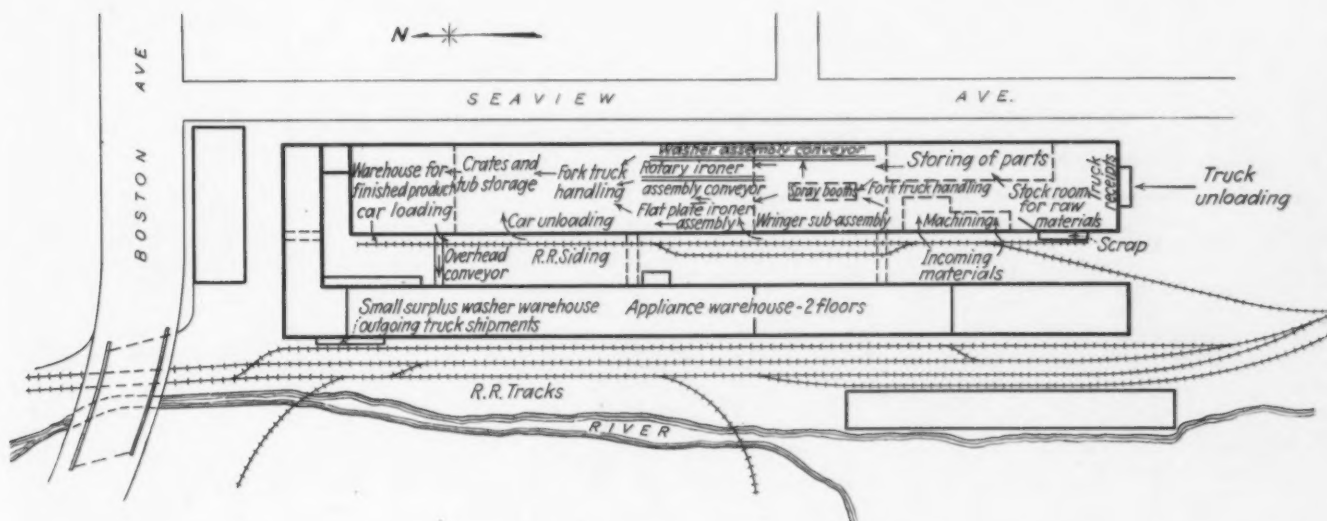 N
BOSTON AVE
SEAVIEW AVE.
Warehouse for
finished product
car loading
Crates and
tub storage
Fork truck
handling
Washer assembly conveyor
Rotary ironer
assembly conveyor
Flat plate ironer
assembly
Spray booths
Storing of parts
Fork truck handling
Wringer sub-assembly
Machining
Stock room
for raw
materials
Truck
receipts
Truck
unloading
Car unloading
Scrap
Overhead
conveyor
R.R. Siding
Incoming
materials
Small surplus washer warehouse
outgoing truck shipments
Appliance warehouse - 2 floors
R.R. Tracks
RIVER